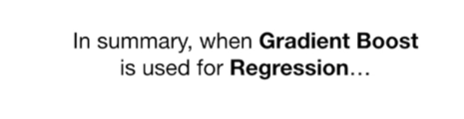 In summary, when Gradient Boost
is used for Regression…